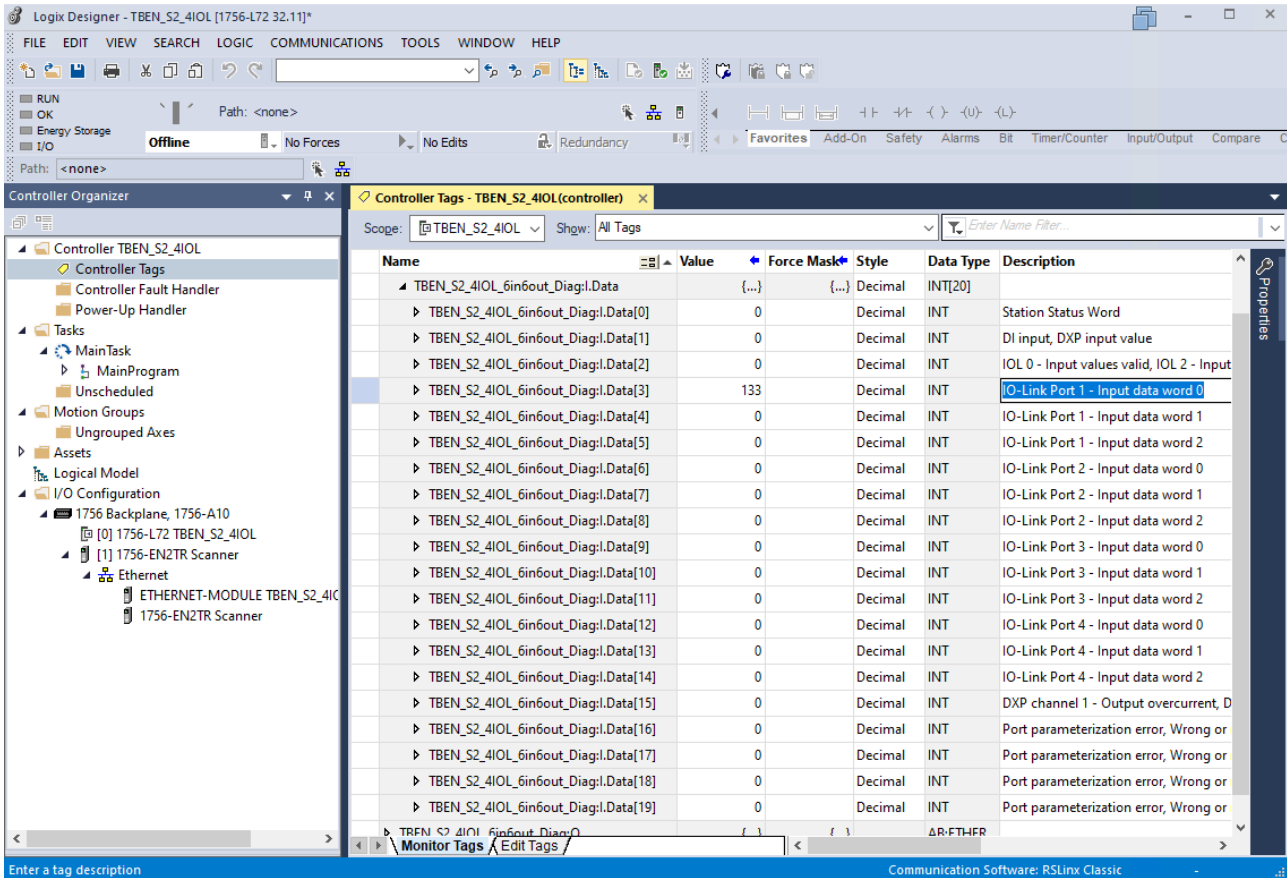 Logix Designer - TBEN_S2_4IOL [1756-L72 32.11]*
FILE EDIT VIEW SEARCH LOGIC COMMUNICATIONS TOOLS WINDOW HELP
RUN
OK
Energy Storage
I/O
Path: <none>
Offline No Forces No Edits Redundancy
Favorites Add-On Safety Alarms Bit Timer/Counter Input/Output Compare C
Path: <none>
Controller Organizer
Controller TBEN_S2_4IOL
Controller Tags
Controller Fault Handler
Power-Up Handler
Tasks
MainTask
MainProgram
Unscheduled
Motion Groups
Ungrouped Axes
Assets
Logical Model
I/O Configuration
1756 Backplane, 1756-A10
[0] 1756-L72 TBEN_S2_4IOL
[1] 1756-EN2TR Scanner
Ethernet
ETHERNET-MODULE TBEN_S2_4IO
1756-EN2TR Scanner
Controller Tags - TBEN_S2_4IOL(controller)
Scope: TBEN_S2_4IOL Show: All Tags Enter Name Filter...
Name Value Force Mask Style Data Type Description
TBEN_S2_4IOL_6in6out_Diag:I.Data {...} {...} Decimal INT[20]
TBEN_S2_4IOL_6in6out_Diag:I.Data[0] 0 Decimal INT Station Status Word
TBEN_S2_4IOL_6in6out_Diag:I.Data[1] 0 Decimal INT DI input, DXP input value
TBEN_S2_4IOL_6in6out_Diag:I.Data[2] 0 Decimal INT IOL 0 - Input values valid, IOL 2 - Input
TBEN_S2_4IOL_6in6out_Diag:I.Data[3] 133 Decimal INT IO-Link Port 1 - Input data word 0
TBEN_S2_4IOL_6in6out_Diag:I.Data[4] 0 Decimal INT IO-Link Port 1 - Input data word 1
TBEN_S2_4IOL_6in6out_Diag:I.Data[5] 0 Decimal INT IO-Link Port 1 - Input data word 2
TBEN_S2_4IOL_6in6out_Diag:I.Data[6] 0 Decimal INT IO-Link Port 2 - Input data word 0
TBEN_S2_4IOL_6in6out_Diag:I.Data[7] 0 Decimal INT IO-Link Port 2 - Input data word 1
TBEN_S2_4IOL_6in6out_Diag:I.Data[8] 0 Decimal INT IO-Link Port 2 - Input data word 2
TBEN_S2_4IOL_6in6out_Diag:I.Data[9] 0 Decimal INT IO-Link Port 3 - Input data word 0
TBEN_S2_4IOL_6in6out_Diag:I.Data[10] 0 Decimal INT IO-Link Port 3 - Input data word 1
TBEN_S2_4IOL_6in6out_Diag:I.Data[11] 0 Decimal INT IO-Link Port 3 - Input data word 2
TBEN_S2_4IOL_6in6out_Diag:I.Data[12] 0 Decimal INT IO-Link Port 4 - Input data word 0
TBEN_S2_4IOL_6in6out_Diag:I.Data[13] 0 Decimal INT IO-Link Port 4 - Input data word 1
TBEN_S2_4IOL_6in6out_Diag:I.Data[14] 0 Decimal INT IO-Link Port 4 - Input data word 2
TBEN_S2_4IOL_6in6out_Diag:I.Data[15] 0 Decimal INT DXP channel 1 - Output overcurrent, D
TBEN_S2_4IOL_6in6out_Diag:I.Data[16] 0 Decimal INT Port parameterization error, Wrong or
TBEN_S2_4IOL_6in6out_Diag:I.Data[17] 0 Decimal INT Port parameterization error, Wrong or
TBEN_S2_4IOL_6in6out_Diag:I.Data[18] 0 Decimal INT Port parameterization error, Wrong or
TBEN_S2_4IOL_6in6out_Diag:I.Data[19] 0 Decimal INT Port parameterization error, Wrong or
TBEN_S2_4IOL_6in6out_Diag:O {...} {...} AB:ETHER
Monitor Tags Edit Tags
Properties
Enter a tag description
Communication Software: RSLinx Classic